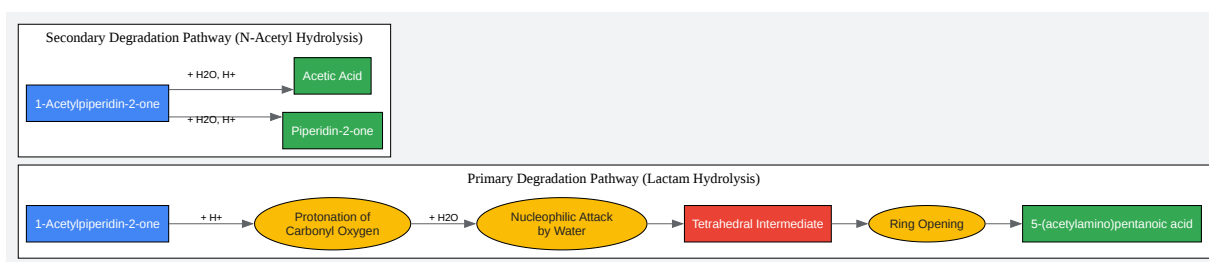 Secondary Degradation Pathway (N-Acetyl Hydrolysis)
+ H2O, H+
Acetic Acid
1-Acetylpiperidin-2-one
+ H2O, H+
Piperidin-2-one
Primary Degradation Pathway (Lactam Hydrolysis)
1-Acetylpiperidin-2-one
+ H+
Protonation of
Carbonyl Oxygen
+ H2O
Nucleophilic Attack
by Water
Tetrahedral Intermediate
Ring Opening
5-(acetylamino)pentanoic acid